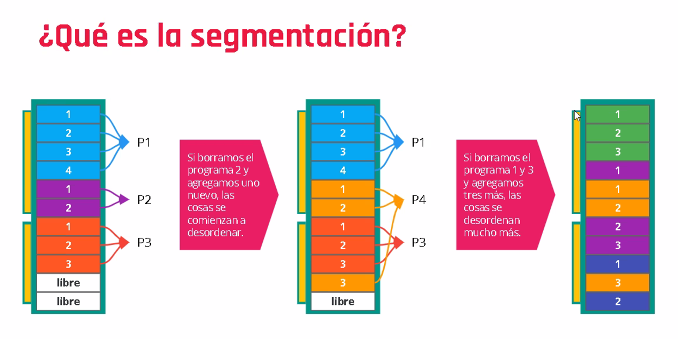 ¿Qué es la segmentación?
1
2
3
4
1
2
1
2
3
libre
libre
P1
P2
P3
Si borramos el
programa 2 y
agregamos uno
nuevo, las
cosas se
comienzan a
desordenar.
1
2
3
4
1
2
1
2
3
3
libre
P1
P4
P3
Si borramos el
programa 1 y 3
y agregamos
tres más, las
cosas se
desordenan
mucho más.
1
2
3
1
1
2
2
3
1
3
2